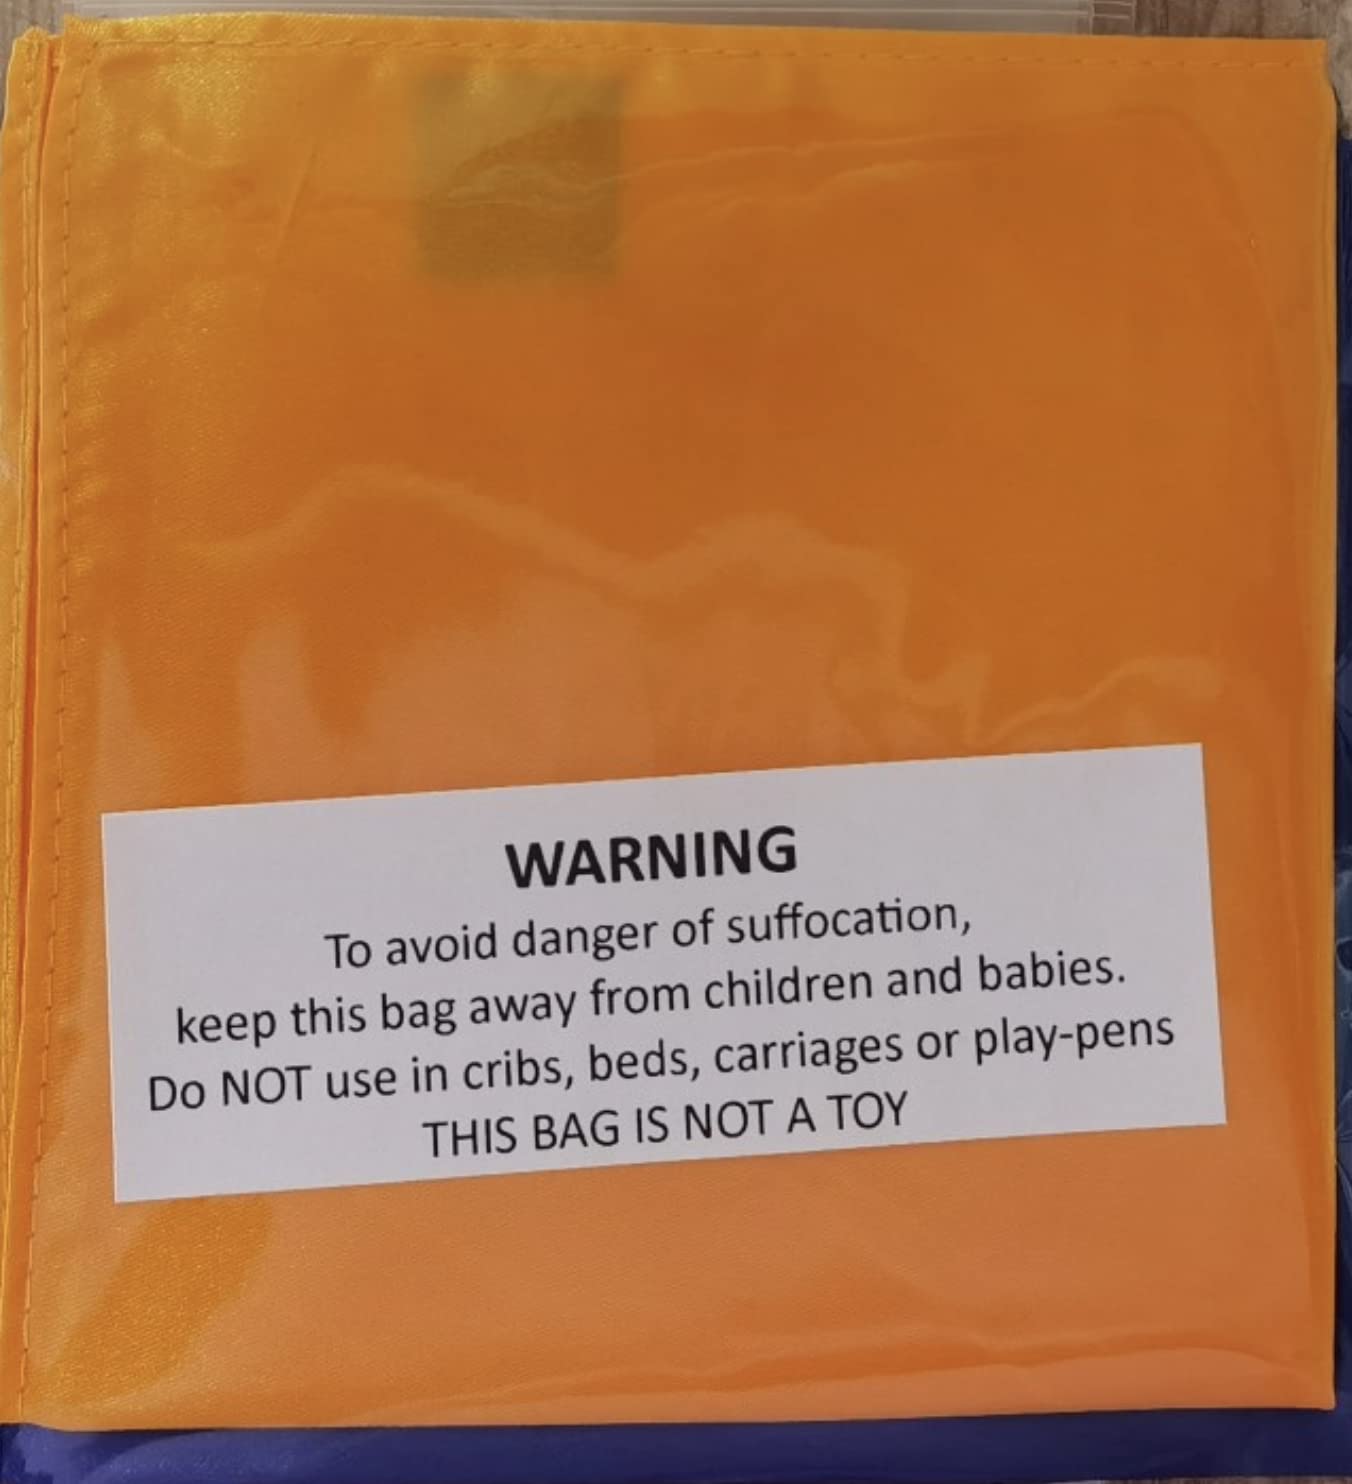 WARNING
To avoid danger of suffocation,
keep this bag away from children and babies.
Do NOT use in cribs, beds, carriages or play-pens
THIS BAG IS NOT A TOY